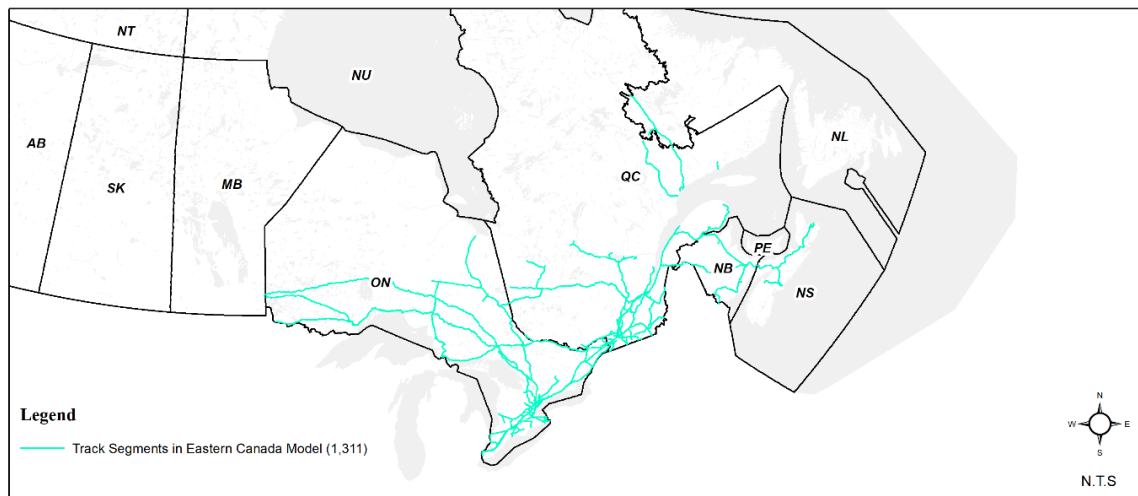 NT
NU
AB
SK
MB
ON
QC
NL
PE
NB
NS
Legend
Track Segments in Eastern Canada Model (1,311)
N
W E
S
N.T.S